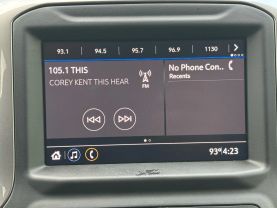 93.1 94.5 95.7 96.9 1130
105.1 THIS
COREY KENT THIS HEAR
FM
No Phone Con..
Recents
93° 4:23